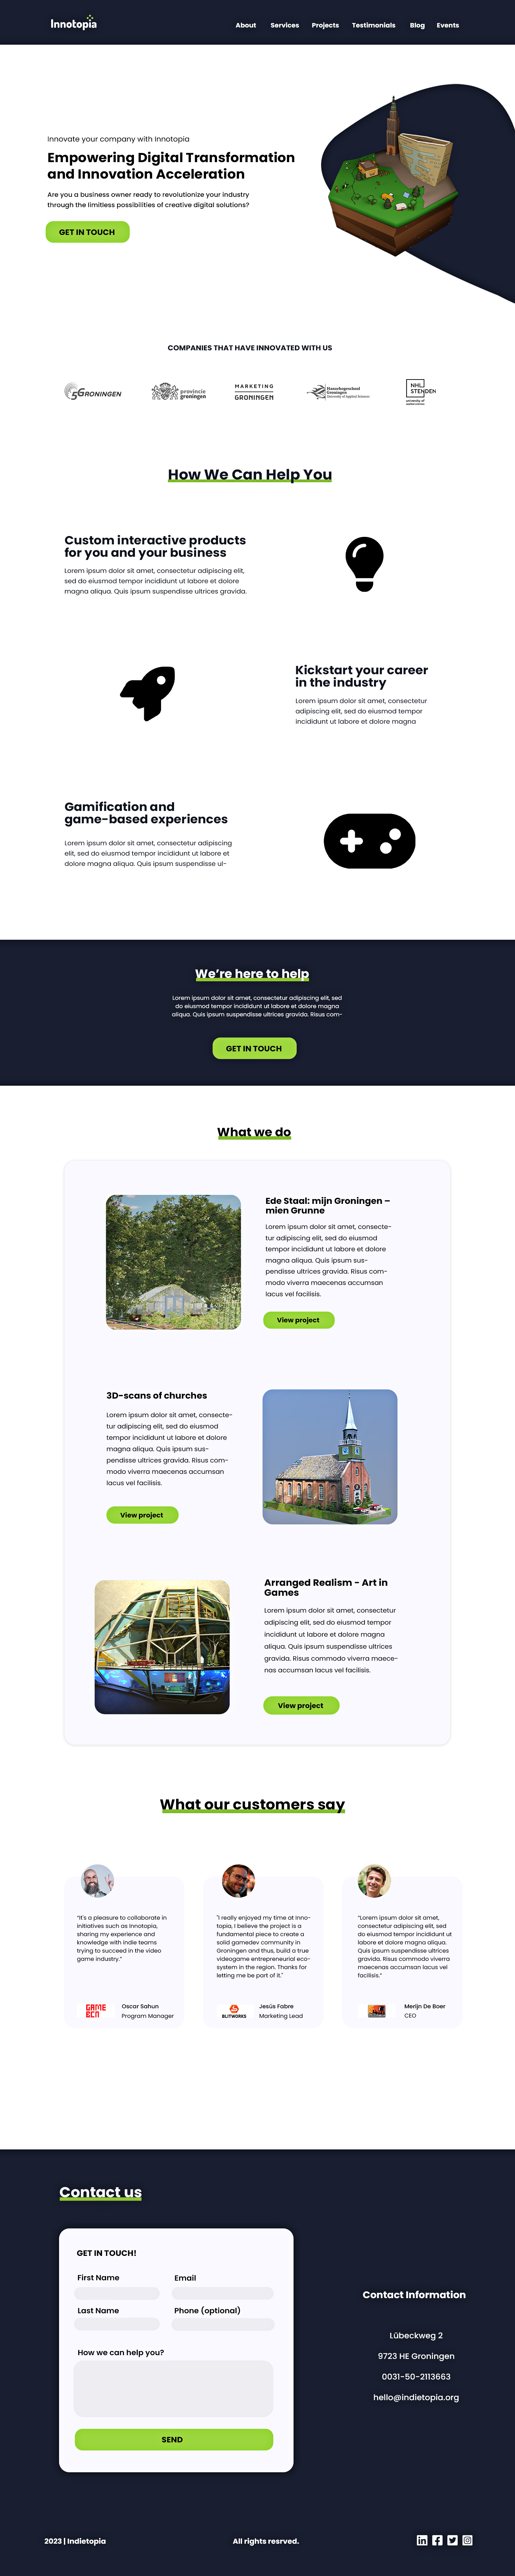 Innotopia
About Services Projects Testimonials Blog Events
Innovate your company with Innotopia
Empowering Digital Transformation
and Innovation Acceleration
Are you a business owner ready to revolutionize your industry
through the limitless possibilities of creative digital solutions?
GET IN TOUCH
COMPANIES THAT HAVE INNOVATED WITH US
5GRONINGEN
provincie
groningen
MARKETING
GRONINGEN
Hanzehogeschool
Groningen
University of Applied Sciences
NHL
STENDEN
university of
applied sciences
How We Can Help You
Custom interactive products
for you and your business
Lorem ipsum dolor sit amet, consectetur adipiscing elit,
sed do eiusmod tempor incididunt ut labore et dolore
magna aliqua. Quis ipsum suspendisse ultrices gravida.
Kickstart your career
in the industry
Lorem ipsum dolor sit amet, consectetur
adipiscing elit, sed do eiusmod tempor
incididunt ut labore et dolore magna
Gamification and
game-based experiences
Lorem ipsum dolor sit amet, consectetur adipiscing
elit, sed do eiusmod tempor incididunt ut labore et
dolore magna aliqua. Quis ipsum suspendisse ul-
We're here to help
Lorem ipsum dolor sit amet, consectetur adipiscing elit, sed
do eiusmod tempor incididunt ut labore et dolore magna
aliqua. Quis ipsum suspendisse ultrices gravida. Risus com-
GET IN TOUCH
What we do
Ede Staal: mijn Groningen –
mien Grunne
Lorem ipsum dolor sit amet, consecte-
tur adipiscing elit, sed do eiusmod
tempor incididunt ut labore et dolore
magna aliqua. Quis ipsum sus-
pendisse ultrices gravida. Risus com-
modo viverra maecenas accumsan
lacus vel facilisis.
View project
3D-scans of churches
Lorem ipsum dolor sit amet, consecte-
tur adipiscing elit, sed do eiusmod
tempor incididunt ut labore et dolore
magna aliqua. Quis ipsum sus-
pendisse ultrices gravida. Risus com-
modo viverra maecenas accumsan
lacus vel facilisis.
View project
Arranged Realism - Art in
Games
Lorem ipsum dolor sit amet, consectetur
adipiscing elit, sed do eiusmod tempor
incididunt ut labore et dolore magna
aliqua. Quis ipsum suspendisse ultrices
gravida. Risus commodo viverra maece-
nas accumsan lacus vel facilisis.
View project
What our customers say
"It's a pleasure to collaborate in
initiatives such as Innotopia,
sharing my experience and
knowledge with indie teams
trying to succeed in the video
game industry."
GAME
BCN
Oscar Sahun
Program Manager
"I really enjoyed my time at Inno-
topia, I believe the project is a
fundamental piece to create a
solid gamedev community in
Groningen and thus, build a true
videogame entrepreneurial eco-
system in the region. Thanks for
letting me be part of it."
BLITWORKS
Jesús Fabre
Marketing Lead
"Lorem ipsum dolor sit amet,
consectetur adipiscing elit, sed
do eiusmod tempor incididunt ut
labore et dolore magna aliqua.
Quis ipsum suspendisse ultrices
gravida. Risus commodo viverra
maecenas accumsan lacus vel
facilisis."
Merijn De Boer
CEO
Contact us
GET IN TOUCH!
First Name Email
Last Name Phone (optional)
How we can help you?
SEND
Contact Information
Lübeckweg 2
9723 HE Groningen
0031-50-2113663
hello@indietopia.org
2023 | Indietopia All rights resrved.